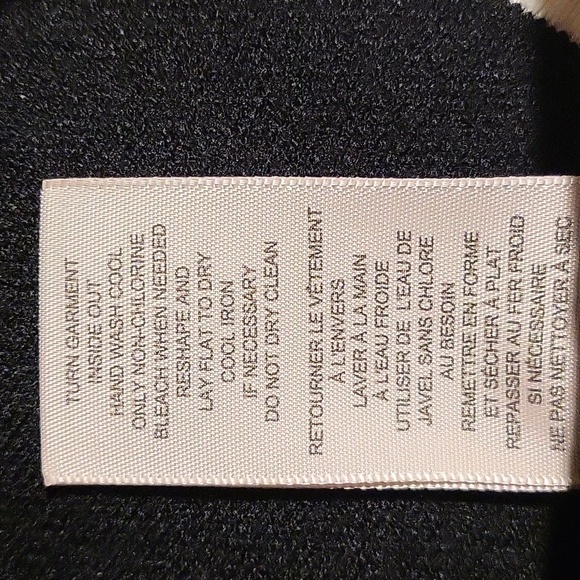 TURN GARMENT
INSIDE OUT
HAND WASH COOL
ONLY NON-CHLORINE
BLEACH WHEN NEEDED
RESHAPE AND
LAY FLAT TO DRY
COOL IRON
IF NECESSARY
DO NOT DRY CLEAN
RETOURNER LE VÊTEMENT
À L'ENVERS
LAVER À LA MAIN
À L'EAU FROIDE
UTILISER DE L'EAU DE
JAVEL SANS CHLORE
AU BESOIN
REMETTRE EN FORME
ET SÉCHER À PLAT
REPASSER AU FER FROID
SI NÉCESSAIRE
NE PAS NETTOYER À SEC